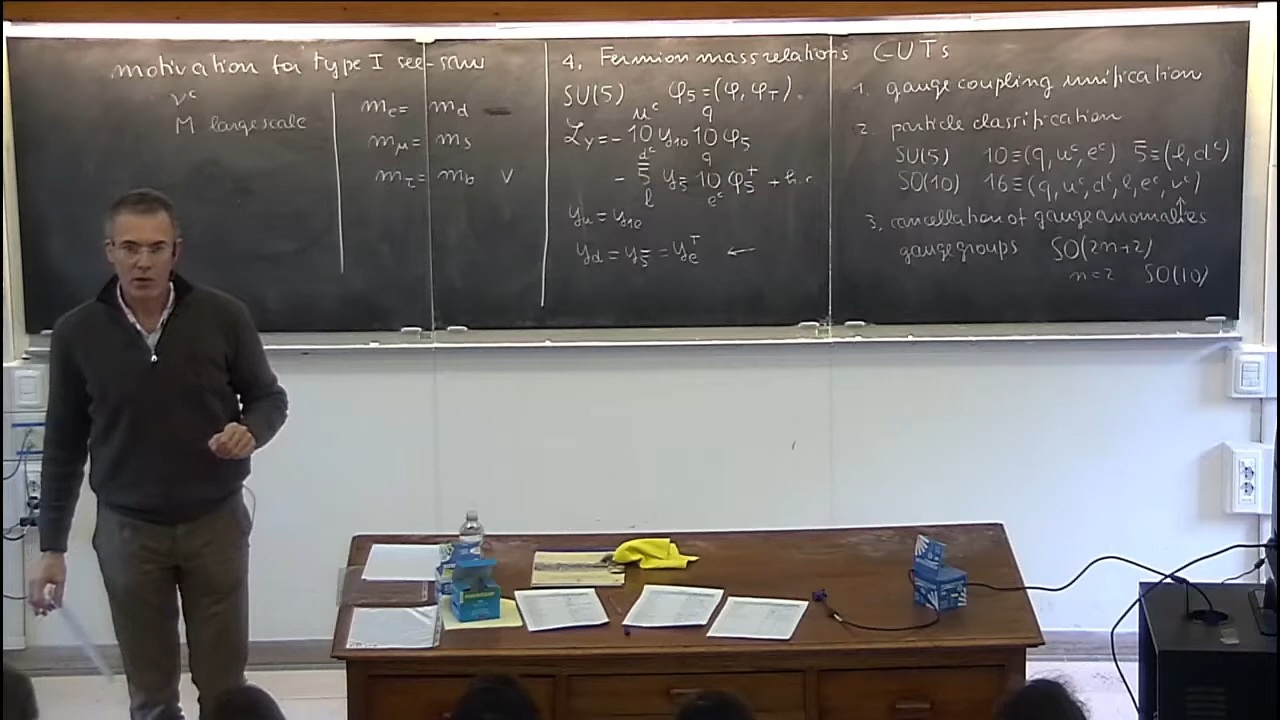 motivation for type I see-saw
ν^c
M large scale
m_e = m_d
m_μ = m_s
m_τ = m_b V
4. Fermion mass relations GUTs
SU(5) φ_5 = (φ, φ_T).
u^c q
ℒ_Y = - 10 y_10 10 φ_5
d^c q
- 5̄ y_5̄ 10 φ_5^† + h.c
l e^c
y_u = y_10
y_d = y_5̄ = y_e^T ←
1. gauge coupling unification
2. particle classification
SU(5) 10 ≡ (q, u^c, e^c) 5̄ ≡ (l, d^c)
SO(10) 16 ≡ (q, u^c, d^c, l, e^c, ν^c)
↑
3, cancellation of gauge anomalies
gauge groups SO(2n+2)
n=2 SO(10)